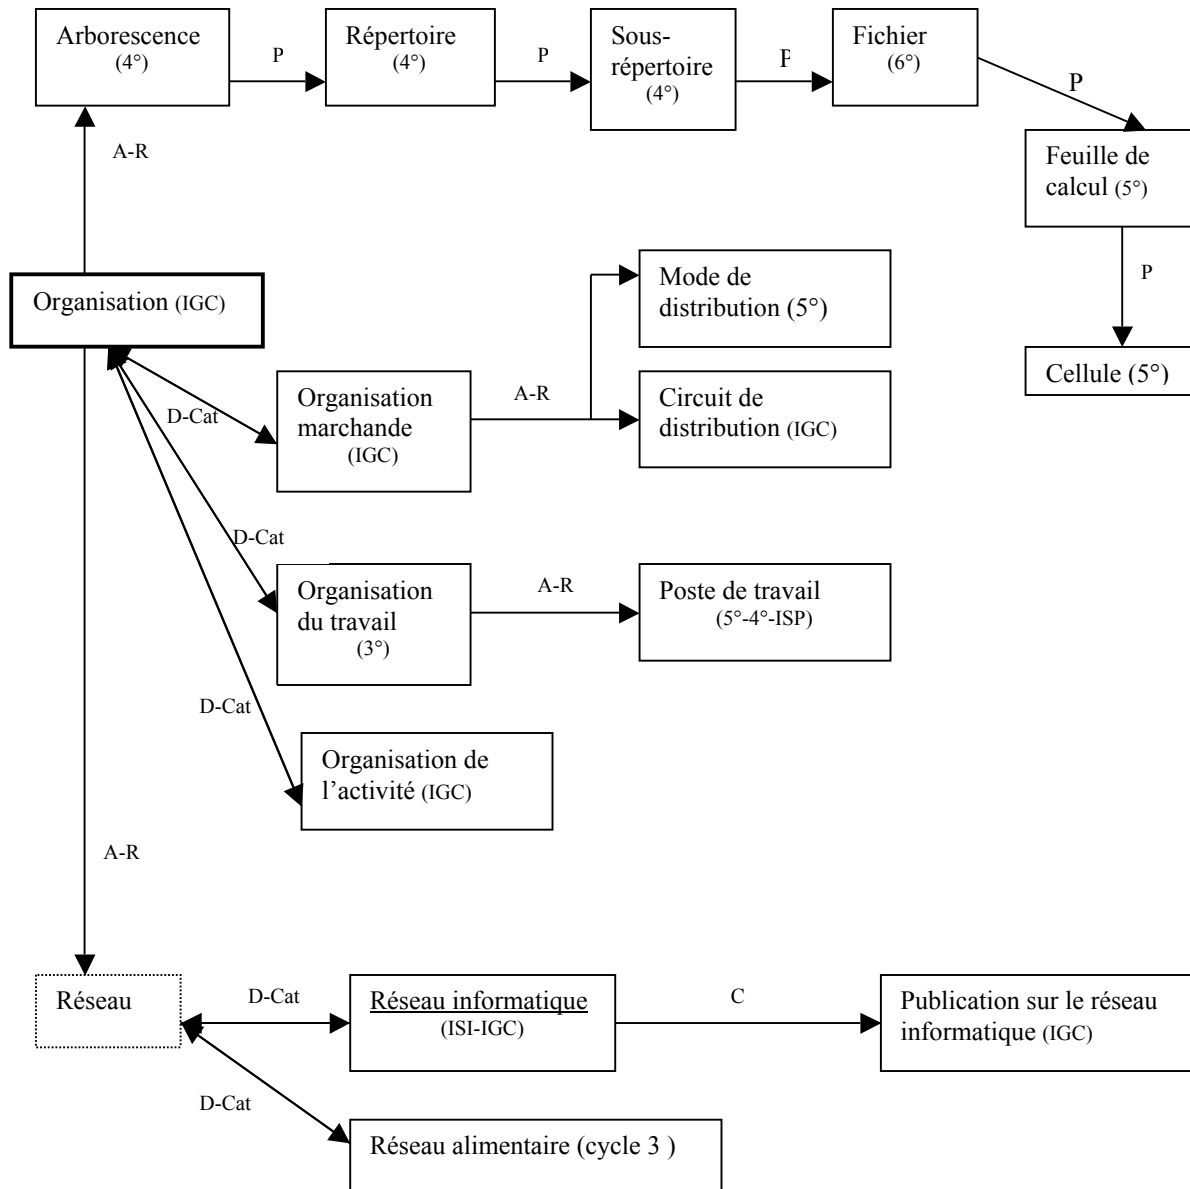 Arborescence
(4°)
P
Répertoire
(4°)
P
Sous-
répertoire
(4°)
P
Fichier
(6°)
P
A-R
Feuille de
calcul (5°)
P
Cellule (5°)
Organisation (IGC)
Mode de
distribution (5°)
D-Cat
Organisation
marchande
(IGC)
A-R
Circuit de
distribution (IGC)
D-Cat
Organisation
du travail
(3°)
A-R
Poste de travail
(5°-4°-ISP)
D-Cat
Organisation de
l’activité (IGC)
A-R
Réseau
D-Cat
Réseau informatique
(ISI-IGC)
C
Publication sur le réseau
informatique (IGC)
D-Cat
Réseau alimentaire (cycle 3 )